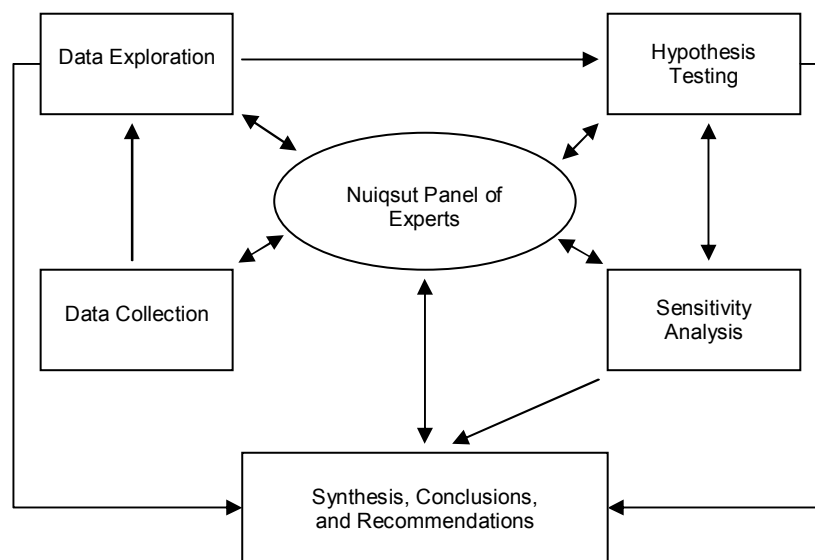 Data Exploration
Hypothesis
Testing
Nuiqsut Panel of
Experts
Data Collection
Sensitivity
Analysis
Synthesis, Conclusions,
and Recommendations